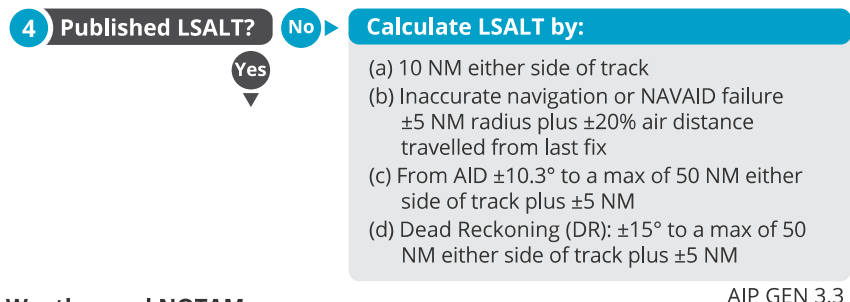 4 Published LSALT? No Calculate LSALT by:
Yes
(a) 10 NM either side of track
(b) Inaccurate navigation or NAVAID failure
±5 NM radius plus ±20% air distance
travelled from last fix
(c) From AID ±10.3° to a max of 50 NM either
side of track plus ±5 NM
(d) Dead Reckoning (DR): ±15° to a max of 50
NM either side of track plus ±5 NM
AIP GEN 3.3